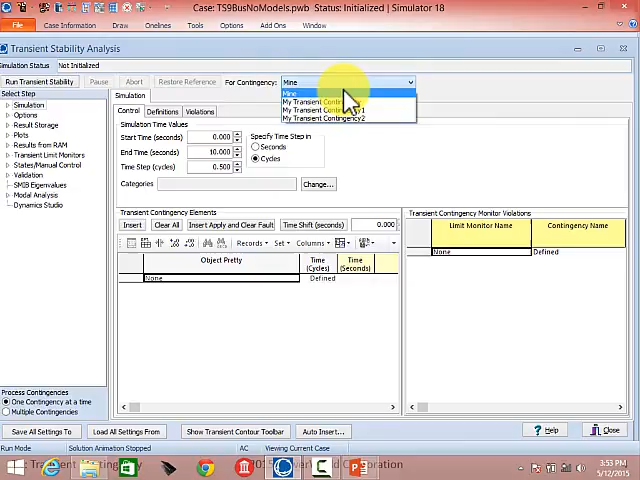 Case: TS9BusNoModels.pwb Status: Initialized | Simulator 18
File
Case Information
Draw
Onelines
Tools
Options
Add Ons
Window
Transient Stability Analysis
Simulation Status
Not Initialized
Run Transient Stability
Pause
Abort
Restore Reference
For Contingency:
Mine
Mine
My Transient Conti
My Transient Contingency1
My Transient Contingency2
Select Step
Simulation
Options
Result Storage
Plots
Results from RAM
Transient Limit Monitors
States/Manual Control
Validation
SMIB Eigenvalues
Modal Analysis
Dynamics Studio
Simulation
Control
Definitions
Violations
Simulation Time Values
Start Time (seconds)
0.000
End Time (seconds)
10.000
Time Step (cycles)
0.500
Specify Time Step in
Seconds
Cycles
Categories
Change...
Transient Contingency Elements
Insert
Clear All
Insert Apply and Clear Fault
Time Shift (seconds)
0.000
Records
Set
Columns
Object Pretty
Time (Cycles)
Time (Seconds)
None
Defined
Transient Contingency Monitor Violations
Limit Monitor Name
Contingency Name
None
Defined
Process Contingencies
One Contingency at a time
Multiple Contingencies
Save All Settings To
Load All Settings From
Show Transient Contour Toolbar
Auto Insert...
Help
Close
Run Mode
Solution Animation Stopped
AC
Viewing Current Case
3:53 PM
5/12/2015